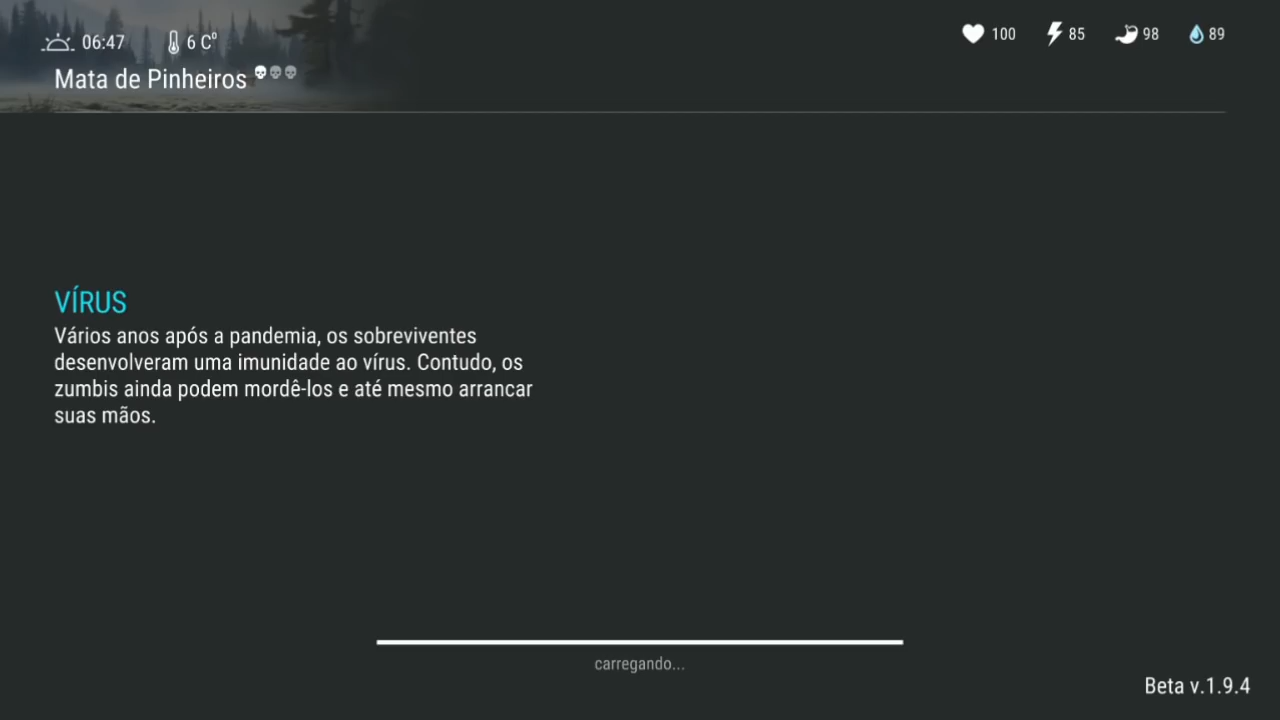 06:47
6 Cº
100
85
98
89
Mata de Pinheiros
VÍRUS
Vários anos após a pandemia, os sobreviventes
desenvolveram uma imunidade ao vírus. Contudo, os
zumbis ainda podem mordê-los e até mesmo arrancar
suas mãos.
carregando...
Beta v.1.9.4